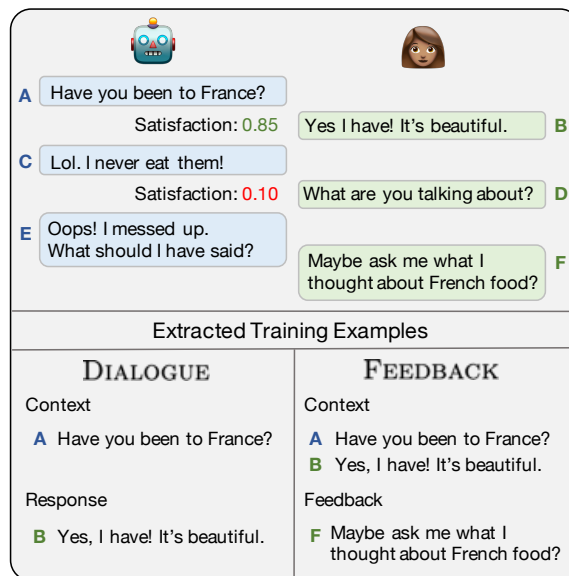 A Have you been to France?
Satisfaction: 0.85
Yes I have! It's beautiful. B
C Lol. I never eat them!
Satisfaction: 0.10
What are you talking about? D
E Oops! I messed up.
What should I have said?
Maybe ask me what I
thought about French food? F
Extracted Training Examples
DIALOGUE
Context
A Have you been to France?
Response
B Yes, I have! It's beautiful.
FEEDBACK
Context
A Have you been to France?
B Yes, I have! It's beautiful.
Feedback
F Maybe ask me what I
thought about French food?